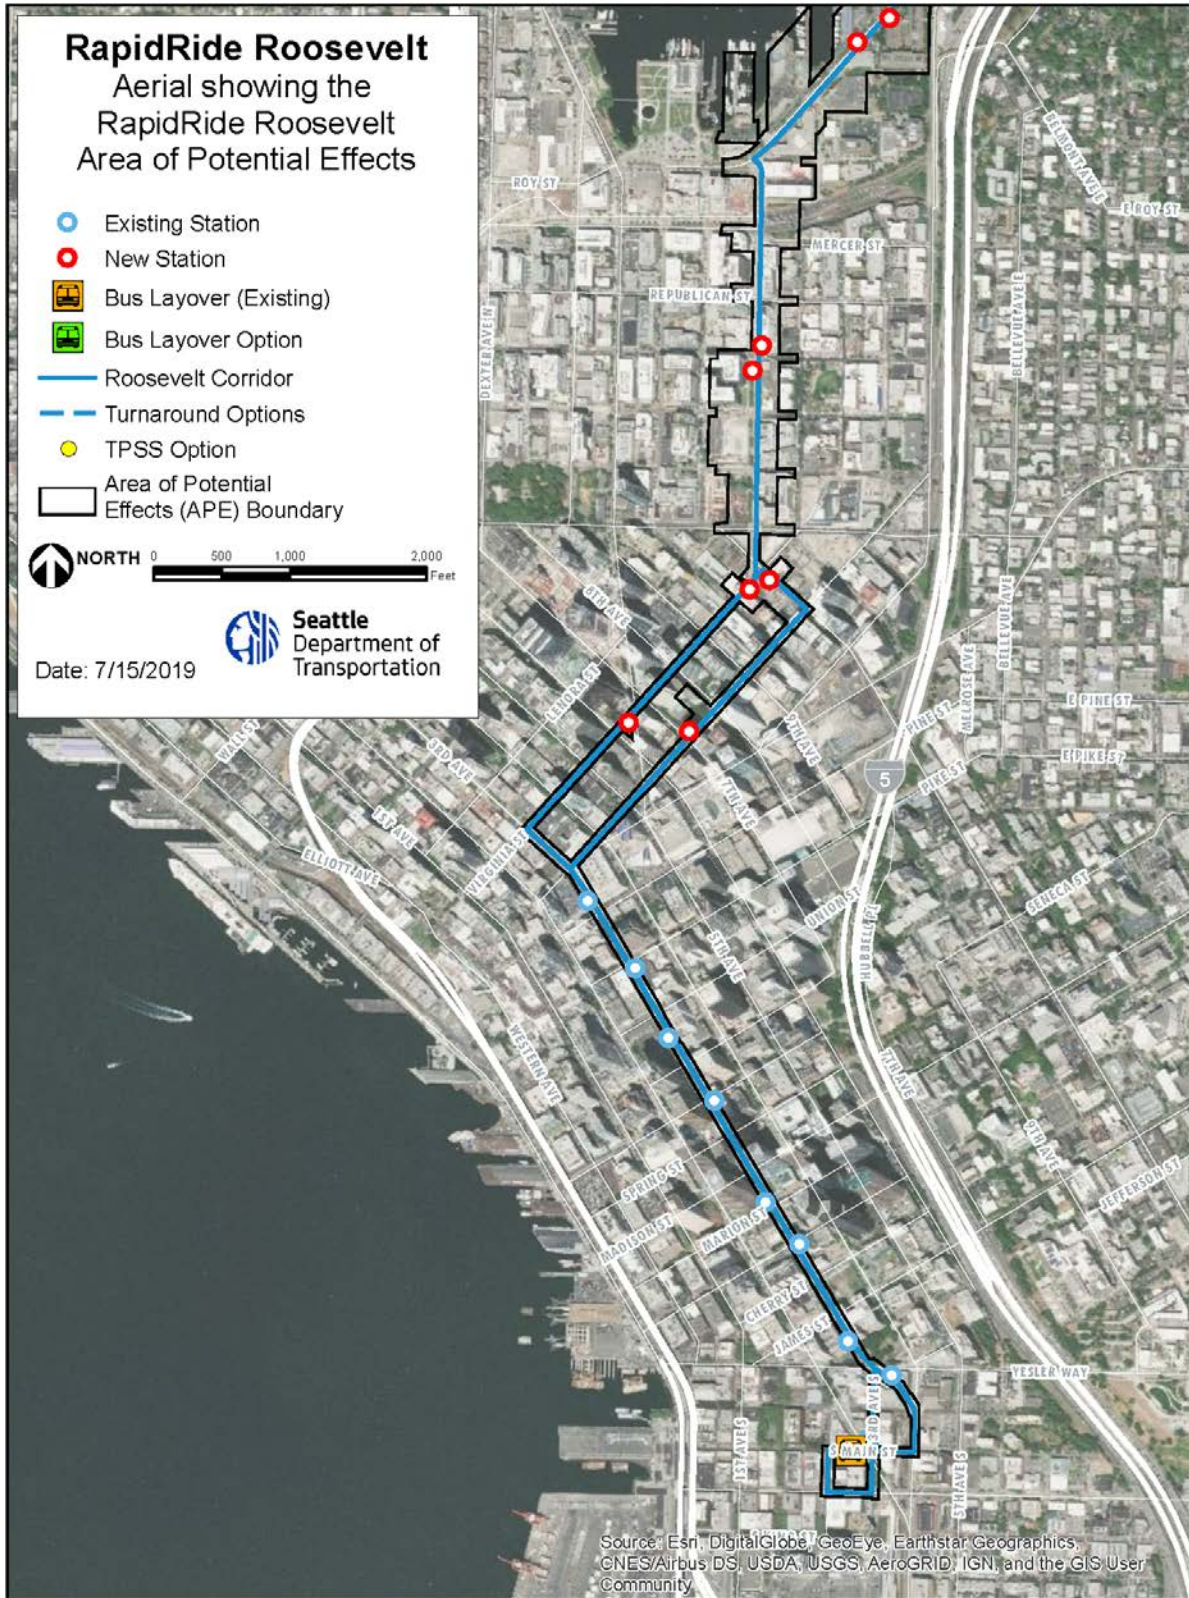 RapidRide Roosevelt
Aerial showing the
RapidRide Roosevelt
Area of Potential Effects
Existing Station
New Station
Bus Layover (Existing)
Bus Layover Option
Roosevelt Corridor
Turnaround Options
TPSS Option
Area of Potential
Effects (APE) Boundary
NORTH
0 500 1,000 2,000
Feet
Seattle
Department of
Transportation
Date: 7/15/2019
ROY ST
BELMONT AVE E
E ROY ST
MERCER ST
REPUBLICAN ST
DEXTER AVE N
BELLEVUE AVE E
8TH AVE
BELLEVUE AVE
LENORA ST
MELROSE AVE
E PINE ST
PINE ST
9TH AVE
WALL ST
3RD AVE
E PIKE ST
PIKE ST
5
7TH AVE
1ST AVE
VIRGINIA ST
ELLIOTT AVE
SENECA ST
UNION ST
HUBBELL PL
5TH AVE
WESTERN AVE
7TH AVE
9TH AVE
SPRING ST
JEFFERSON ST
MARION ST
MADISON ST
CHERRY ST
JAMES ST
YESLER WAY
3RD AVE S
1ST AVE S
S MAIN ST
5TH AVE S
Source: Esri, DigitalGlobe, GeoEye, Earthstar Geographics,
CNES/Airbus DS, USDA, USGS, AeroGRID, IGN, and the GIS User
Community